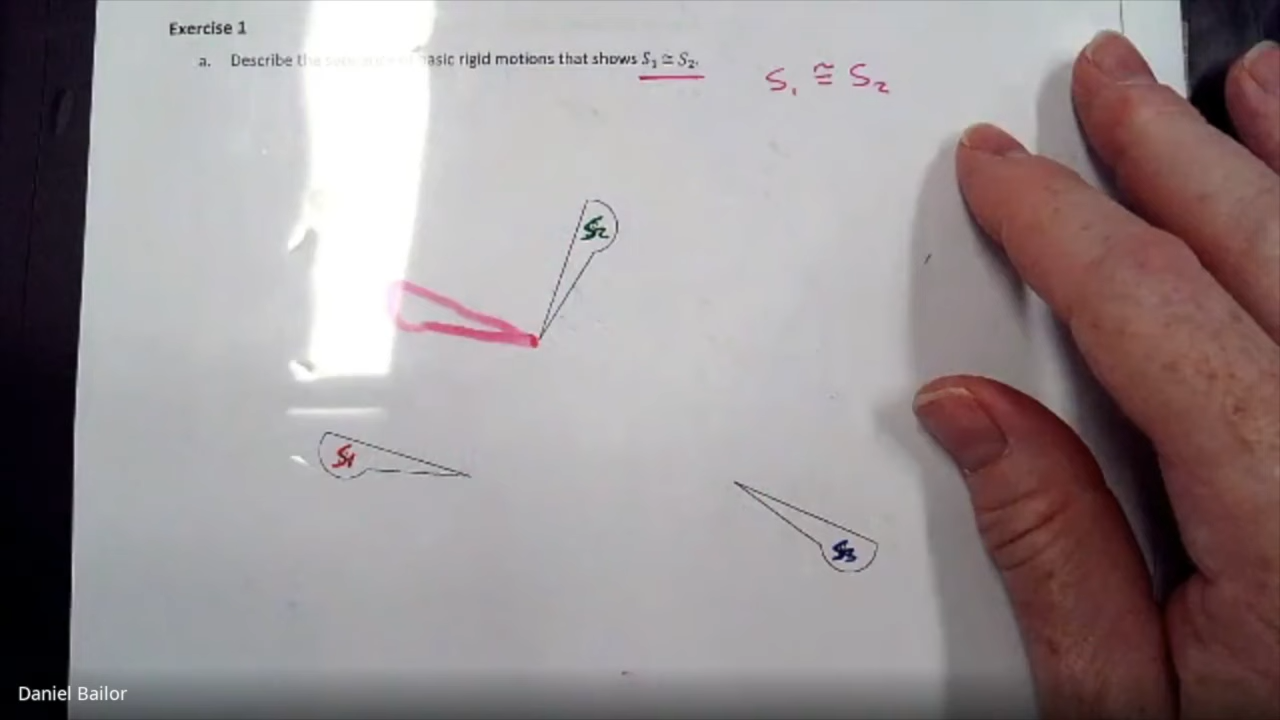 Exercise 1
a. Describe the basic rigid motions that shows S₁ ≅ S₂.
S₁ ≅ S₂
S₂
S₁
S₃
Daniel Bailor